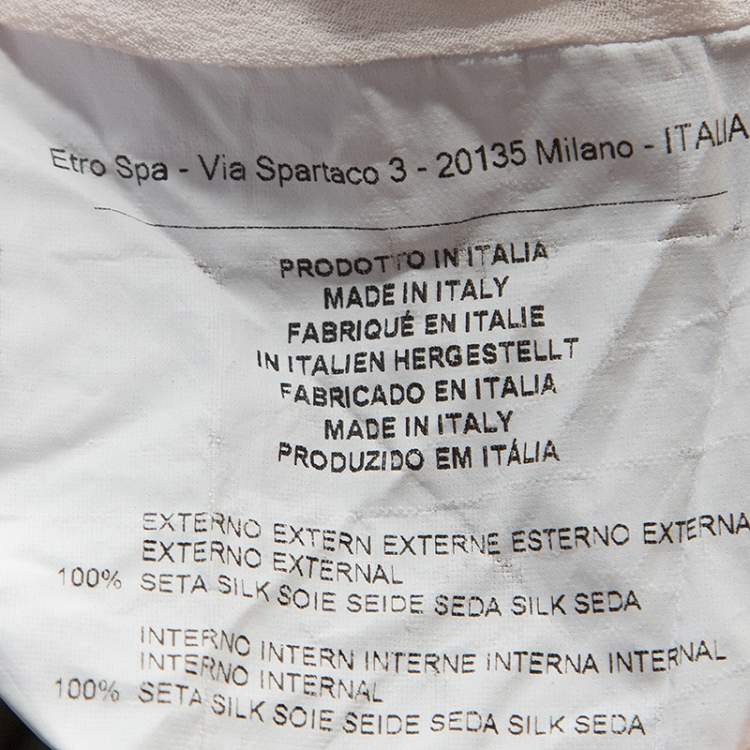 Etro Spa - Via Spartaco 3 - 20135 Milano - ITALIA
PRODOTTO IN ITALIA
MADE IN ITALY
FABRIQUÉ EN ITALIE
IN ITALIEN HERGESTELLT
FABRICADO EN ITALIA
MADE IN ITALY
PRODUZIDO EM ITÁLIA
EXTERNO EXTERN EXTERNE ESTERNO EXTERNA
EXTERNO EXTERNAL
100% SETA SILK SOIE SEIDE SEDA SILK SEDA
INTERNO INTERN INTERNE INTERNA INTERNAL
INTERNO INTERNAL
100% SETA SILK SOIE SEIDE SEDA SILK SEDA